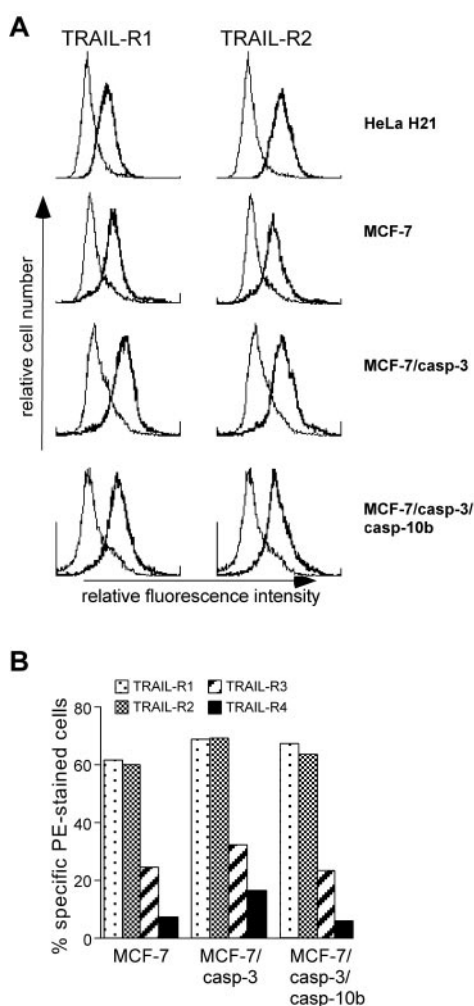 A
TRAIL-R1 TRAIL-R2
HeLa H21
MCF-7
MCF-7/casp-3
MCF-7/casp-3/
casp-10b
relative cell number
relative fluorescence intensity
B
TRAIL-R1 TRAIL-R3
TRAIL-R2 TRAIL-R4
% specific PE-stained cells
80
60
40
20
0
MCF-7 MCF-7/ MCF-7/
casp-3 casp-3/
casp-10b